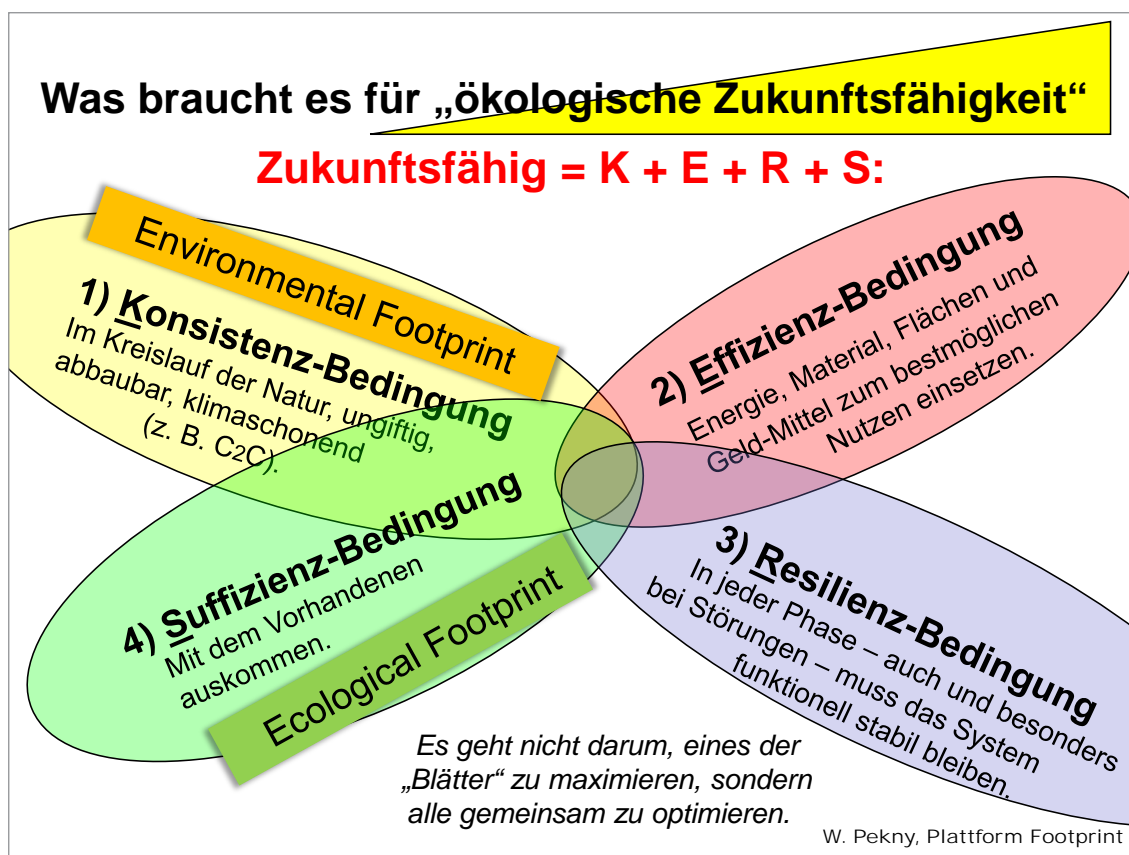 Was braucht es für „ökologische Zukunftsfähigkeit“
Zukunftsfähig = K + E + R + S:
Environmental Footprint
1) Konsistenz-Bedingung
Im Kreislauf der Natur, ungiftig,
abbaubar, klimaschonend
(z. B. C2C).
2) Effizienz-Bedingung
Energie, Material, Flächen und
Geld-Mittel zum bestmöglichen
Nutzen einsetzen.
3) Resilienz-Bedingung
In jeder Phase – auch und besonders
bei Störungen – muss das System
funktionell stabil bleiben.
4) Suffizienz-Bedingung
Mit dem Vorhandenen
auskommen.
Ecological Footprint
Es geht nicht darum, eines der
„Blätter“ zu maximieren, sondern
alle gemeinsam zu optimieren.
W. Pekny, Plattform Footprint